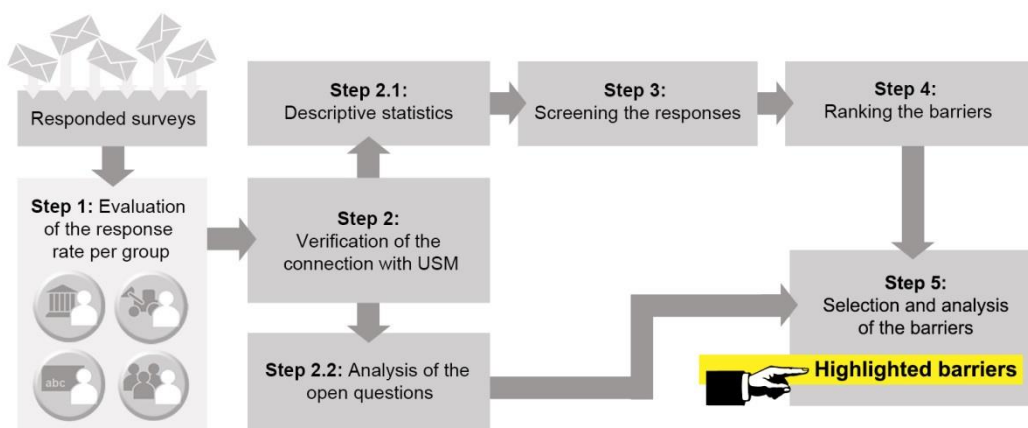 Responded surveys
Step 1: Evaluation
of the response
rate per group
abc
Step 2:
Verification of the
connection with USM
Step 2.1:
Descriptive statistics
Step 2.2: Analysis of the
open questions
Step 3:
Screening the responses
Step 4:
Ranking the barriers
Step 5:
Selection and analysis
of the barriers
Highlighted barriers